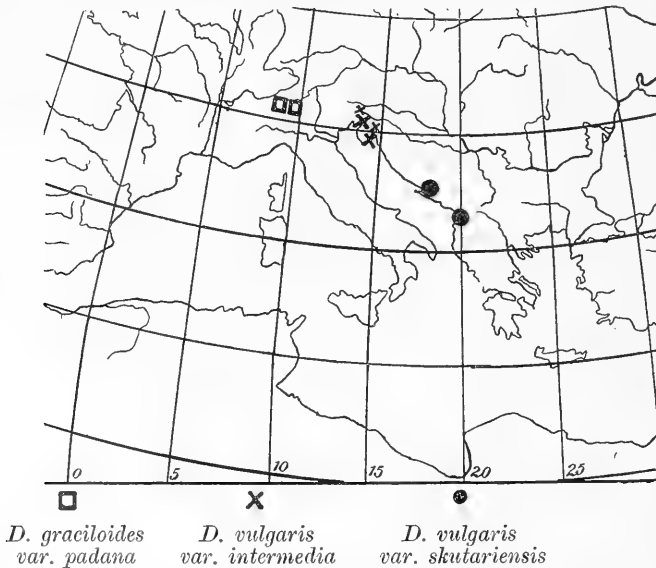 0 5 10 15 20 25
D. graciloides D. vulgaris D. vulgaris
var. padana var. intermedia var. skutariensis